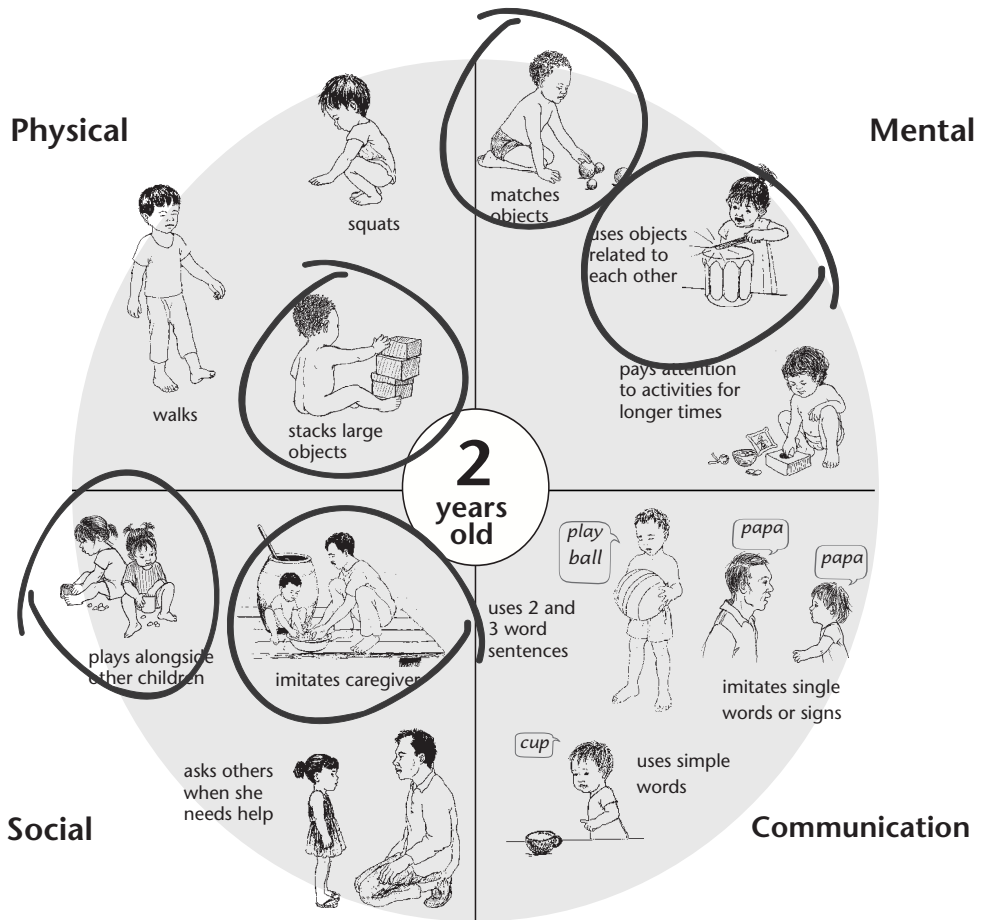 Physical
Mental
squats
matches
objects
uses objects
related to
each other
walks
stacks large
objects
pays attention
to activities for
longer times
2
years
old
plays alongside
other children
imitates caregiver
uses 2 and
3 word
sentences
play
ball
papa
papa
imitates single
words or signs
asks others
when she
needs help
cup
uses simple
words
Social
Communication